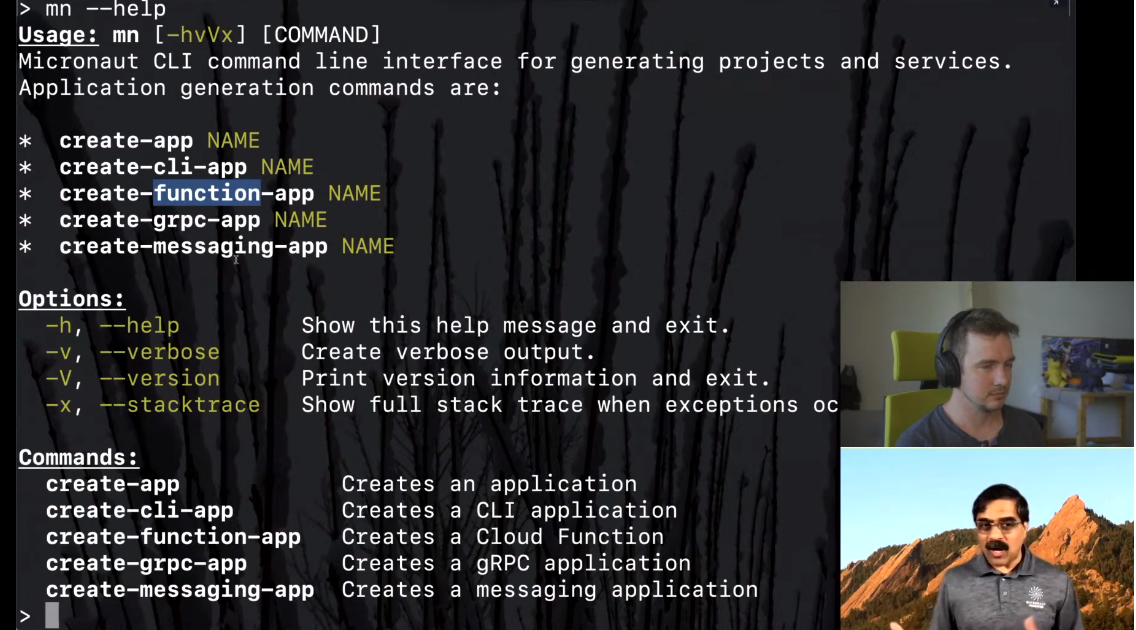 > mn --help
Usage: mn [-hvVx] [COMMAND]
Micronaut CLI command line interface for generating projects and services.
Application generation commands are:
* create-app NAME
* create-cli-app NAME
* create-function-app NAME
* create-grpc-app NAME
* create-messaging-app NAME
Options:
-h, --help Show this help message and exit.
-v, --verbose Create verbose output.
-V, --version Print version information and exit.
-x, --stacktrace Show full stack trace when exceptions oc
Commands:
create-app Creates an application
create-cli-app Creates a CLI application
create-function-app Creates a Cloud Function
create-grpc-app Creates a gRPC application
create-messaging-app Creates a messaging application
>